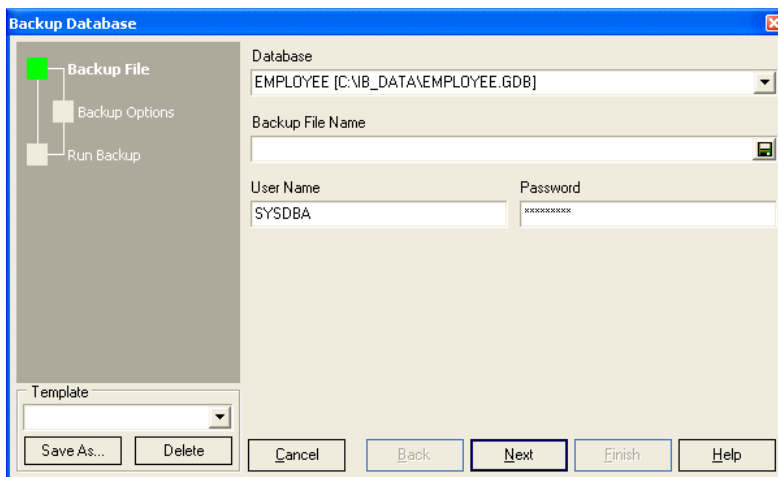 Backup Database
Backup File
Backup Options
Run Backup
Database
EMPLOYEE [C:\IB_DATA\EMPLOYEE.GDB]
Backup File Name
User Name
Password
SYSDBA
×××××××××
Template
Save As...
Delete
Cancel
Back
Next
Finish
Help